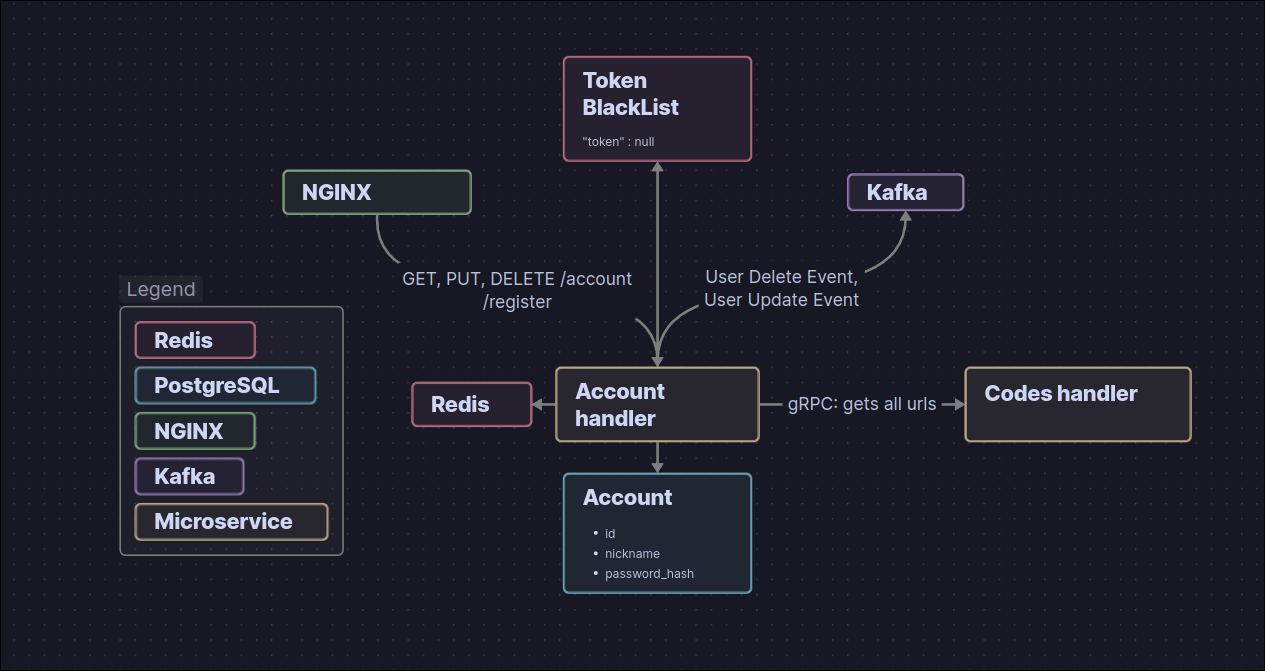 Token
BlackList
"token" : null
NGINX
Kafka
GET, PUT, DELETE /account
/register
User Delete Event,
User Update Event
Legend
Redis
PostgreSQL
NGINX
Kafka
Microservice
Redis
Account
handler
gRPC: gets all urls
Codes handler
Account
• id
• nickname
• password_hash